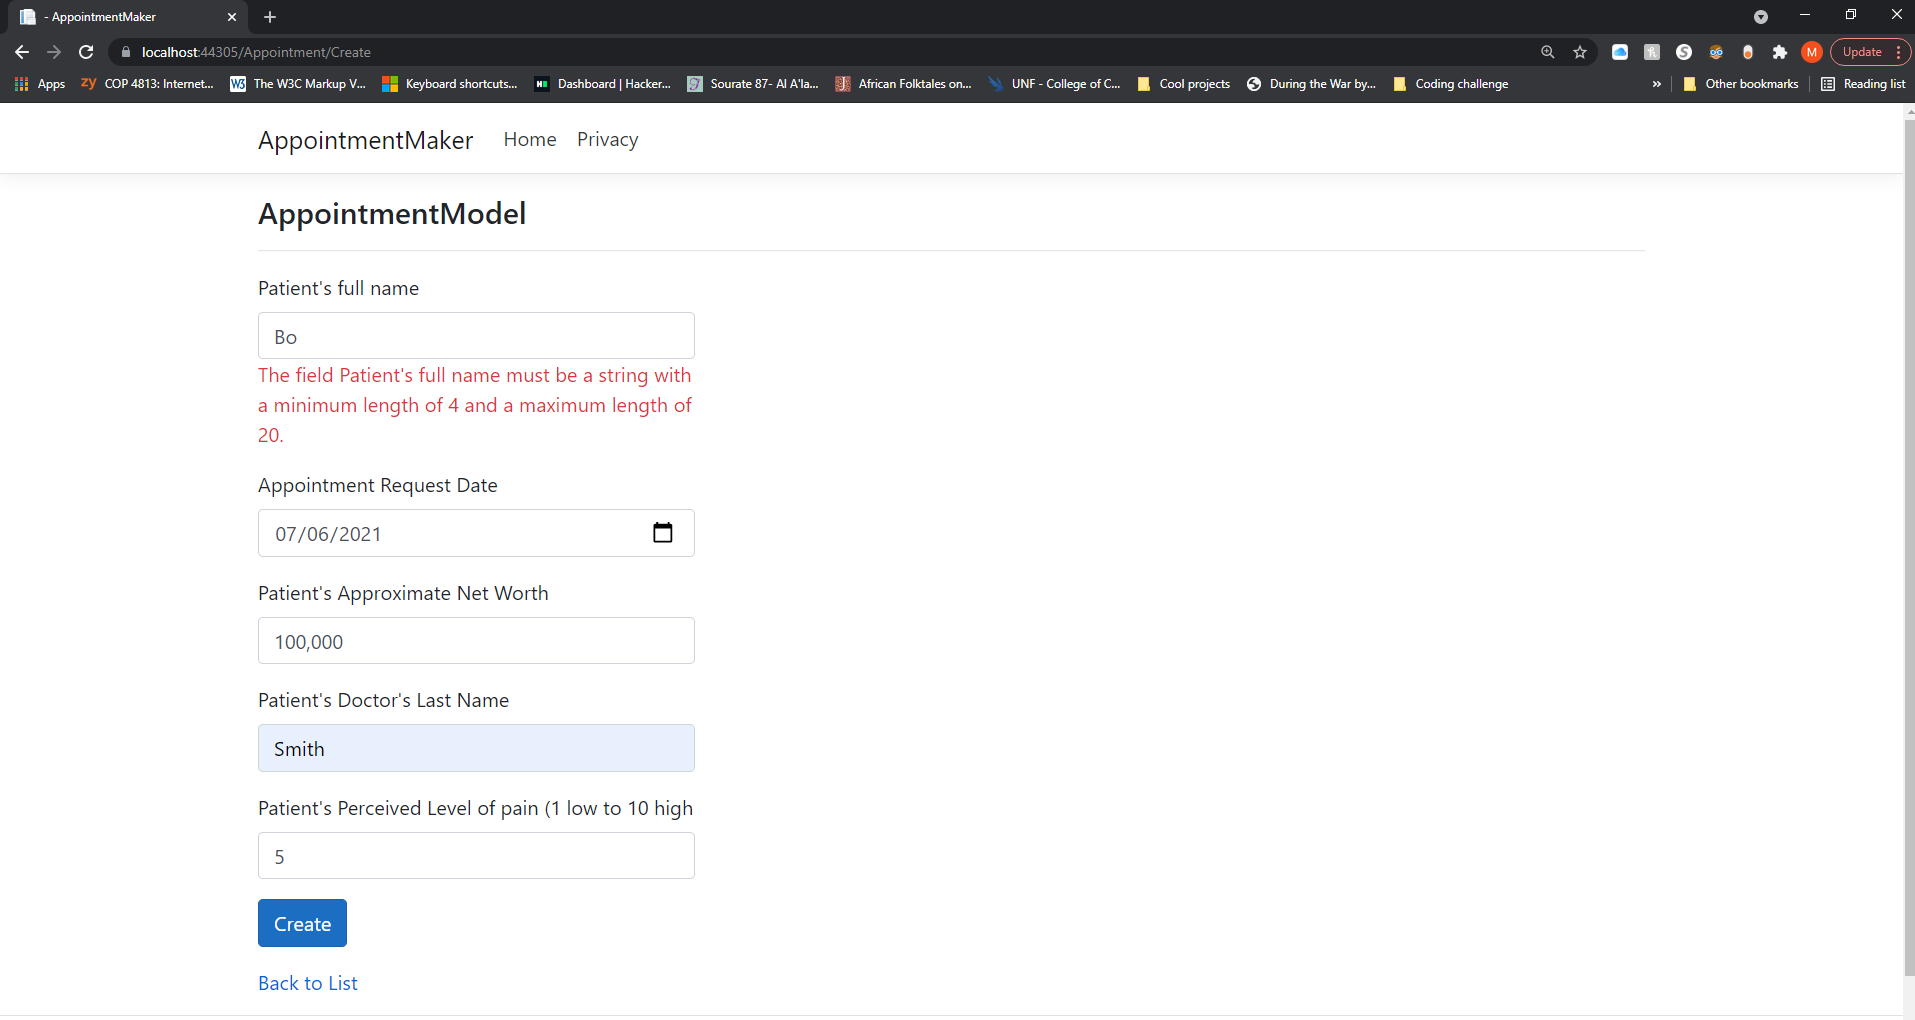 - AppointmentMaker
localhost:44305/Appointment/Create
M
Update
Apps
ZY COP 4813: Internet...
W3 The W3C Markup V...
Keyboard shortcuts...
Dashboard | Hacker...
Sourate 87- Al A'la...
African Folktales on...
UNF - College of C...
Cool projects
During the War by...
Coding challenge
»
Other bookmarks
Reading list
AppointmentMaker
Home
Privacy
AppointmentModel
Patient's full name
Bo
The field Patient's full name must be a string with
a minimum length of 4 and a maximum length of
20.
Appointment Request Date
07/06/2021
Patient's Approximate Net Worth
100,000
Patient's Doctor's Last Name
Smith
Patient's Perceived Level of pain (1 low to 10 high
5
Create
Back to List